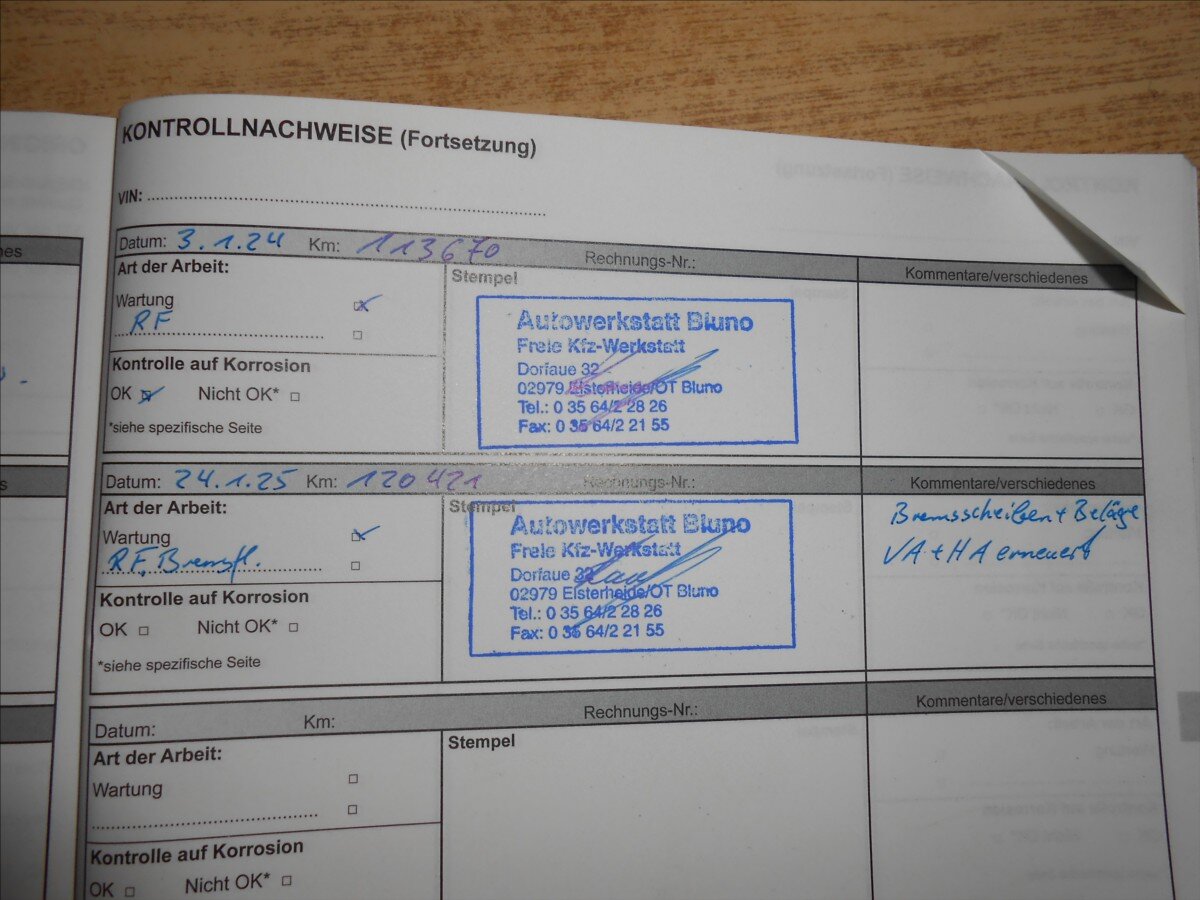 KONTROLLNACHWEISE (Fortsetzung)
VIN:
Datum: 3.1.24 Km: 113670 Rechnungs-Nr.:
Kommentare/verschiedenes
Art der Arbeit:
Wartung
RF
Kontrolle auf Korrosion
OK Nicht OK*
*siehe spezifische Seite
Stempel
Autowerkstatt Bluno
Freie Kfz-Werkstatt
Dorfaue 32
02979 Elsterheide/OT Bluno
Tel.: 0 35 64/2 28 26
Fax: 0 35 64/2 21 55
Datum: 24.1.25 Km: 120421 Rechnungs-Nr.:
Kommentare/verschiedenes
Art der Arbeit:
Wartung
RF, Bremsfl.
Kontrolle auf Korrosion
OK Nicht OK*
*siehe spezifische Seite
Stempel
Autowerkstatt Bluno
Freie Kfz-Werkstatt
Dorfaue 32
02979 Elsterheide/OT Bluno
Tel.: 0 35 64/2 28 26
Fax: 0 35 64/2 21 55
Bremsscheiben + Beläge
VA + HA erneuert
Datum: Km: Rechnungs-Nr.:
Kommentare/verschiedenes
Art der Arbeit:
Wartung
Kontrolle auf Korrosion
OK Nicht OK*
Stempel